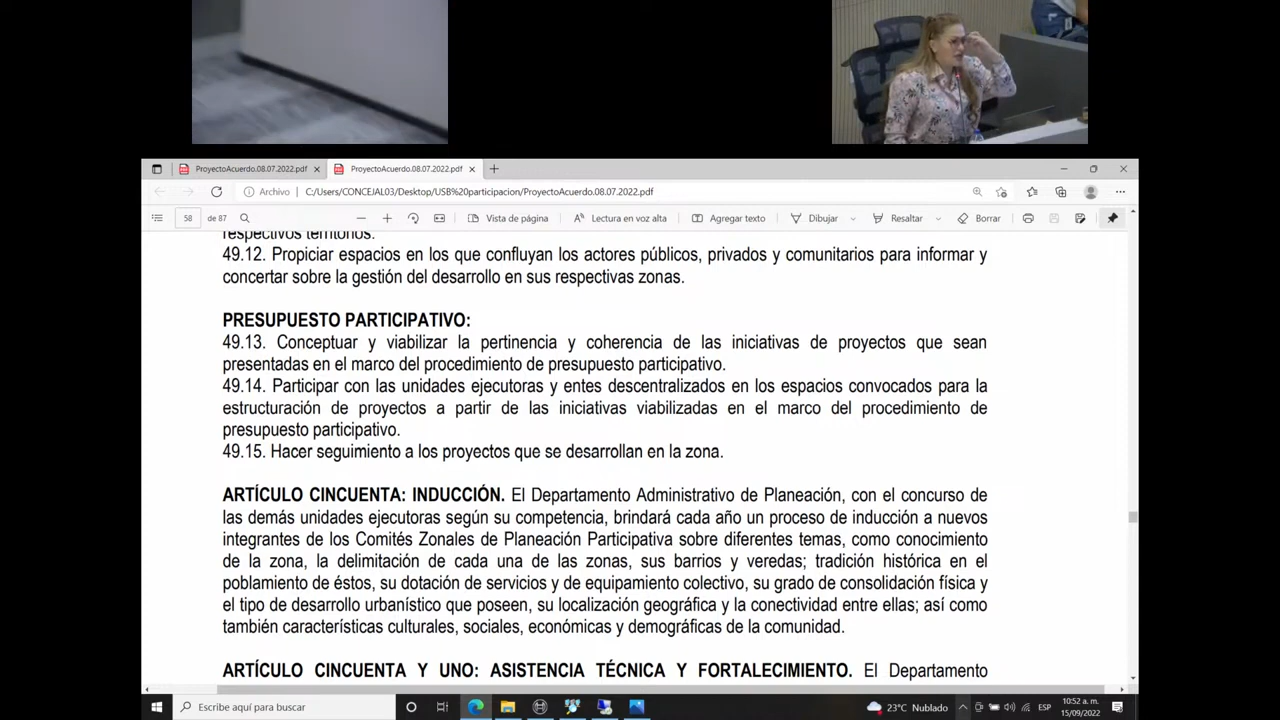 ProyectoAcuerdo.08.07.2022.pdf
ProyectoAcuerdo.08.07.2022.pdf
Archivo C:/Users/CONCEJAL03/Desktop/USB%20participacion/ProyectoAcuerdo.08.07.2022.pdf
58 de 87 Vista de página Lectura en voz alta Agregar texto Dibujar Resaltar Borrar
respectivos territorios.
49.12. Propiciar espacios en los que confluyan los actores públicos, privados y comunitarios para informar y
concertar sobre la gestión del desarrollo en sus respectivas zonas.
PRESUPUESTO PARTICIPATIVO:
49.13. Conceptuar y viabilizar la pertinencia y coherencia de las iniciativas de proyectos que sean
presentadas en el marco del procedimiento de presupuesto participativo.
49.14. Participar con las unidades ejecutoras y entes descentralizados en los espacios convocados para la
estructuración de proyectos a partir de las iniciativas viabilizadas en el marco del procedimiento de
presupuesto participativo.
49.15. Hacer seguimiento a los proyectos que se desarrollan en la zona.
ARTÍCULO CINCUENTA: INDUCCIÓN. El Departamento Administrativo de Planeación, con el concurso de
las demás unidades ejecutoras según su competencia, brindará cada año un proceso de inducción a nuevos
integrantes de los Comités Zonales de Planeación Participativa sobre diferentes temas, como conocimiento
de la zona, la delimitación de cada una de las zonas, sus barrios y veredas; tradición histórica en el
poblamiento de éstos, su dotación de servicios y de equipamiento colectivo, su grado de consolidación física y
el tipo de desarrollo urbanístico que poseen, su localización geográfica y la conectividad entre ellas; así como
también características culturales, sociales, económicas y demográficas de la comunidad.
ARTÍCULO CINCUENTA Y UNO: ASISTENCIA TÉCNICA Y FORTALECIMIENTO. El Departamento
Escribe aquí para buscar
23°C Nublado
ESP
10:52 a. m.
15/09/2022